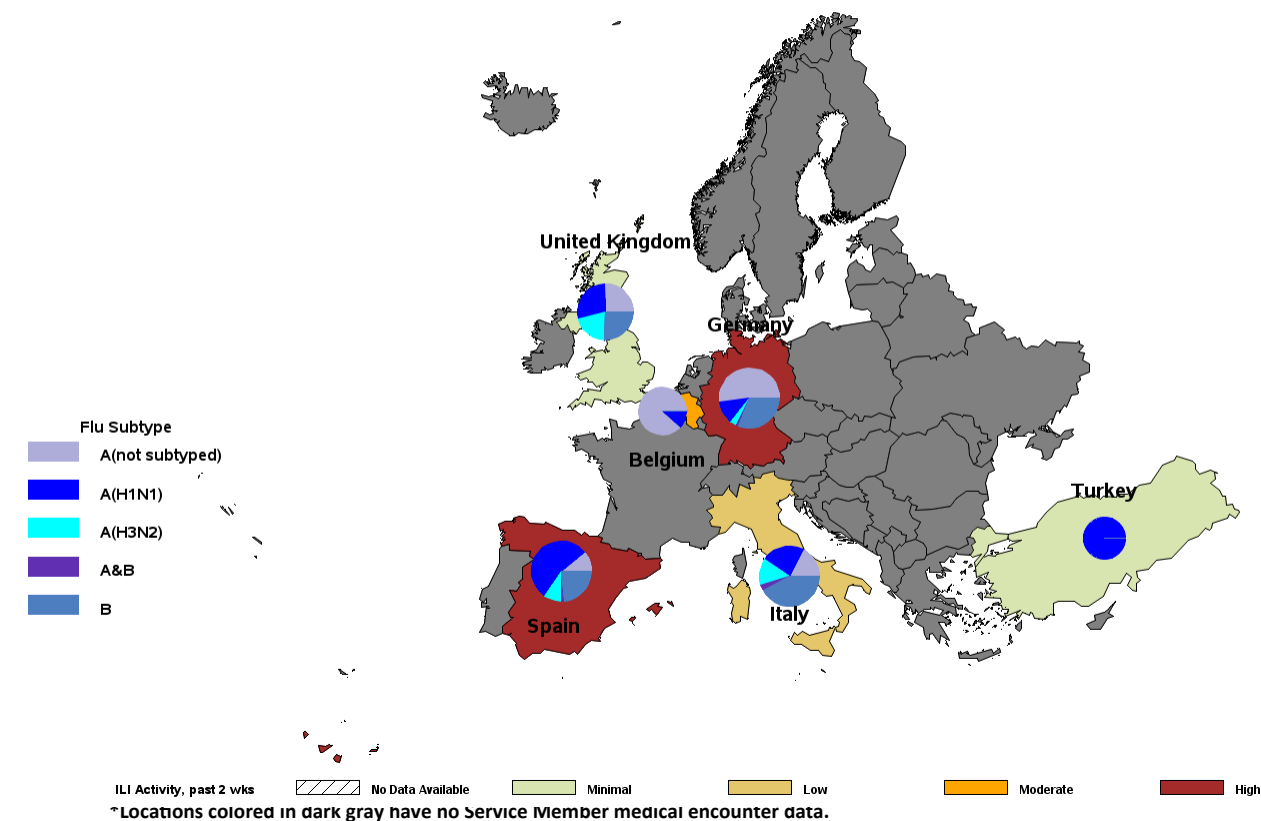 United Kingdom
Germany
Belgium
Flu Subtype
A(not subtyped)
A(H1N1)
A(H3N2)
A&B
B
Turkey
Italy
Spain
ILI Activity, past 2 wks No Data Available Minimal Low Moderate High
*Locations colored in dark gray have no Service Member medical encounter data.